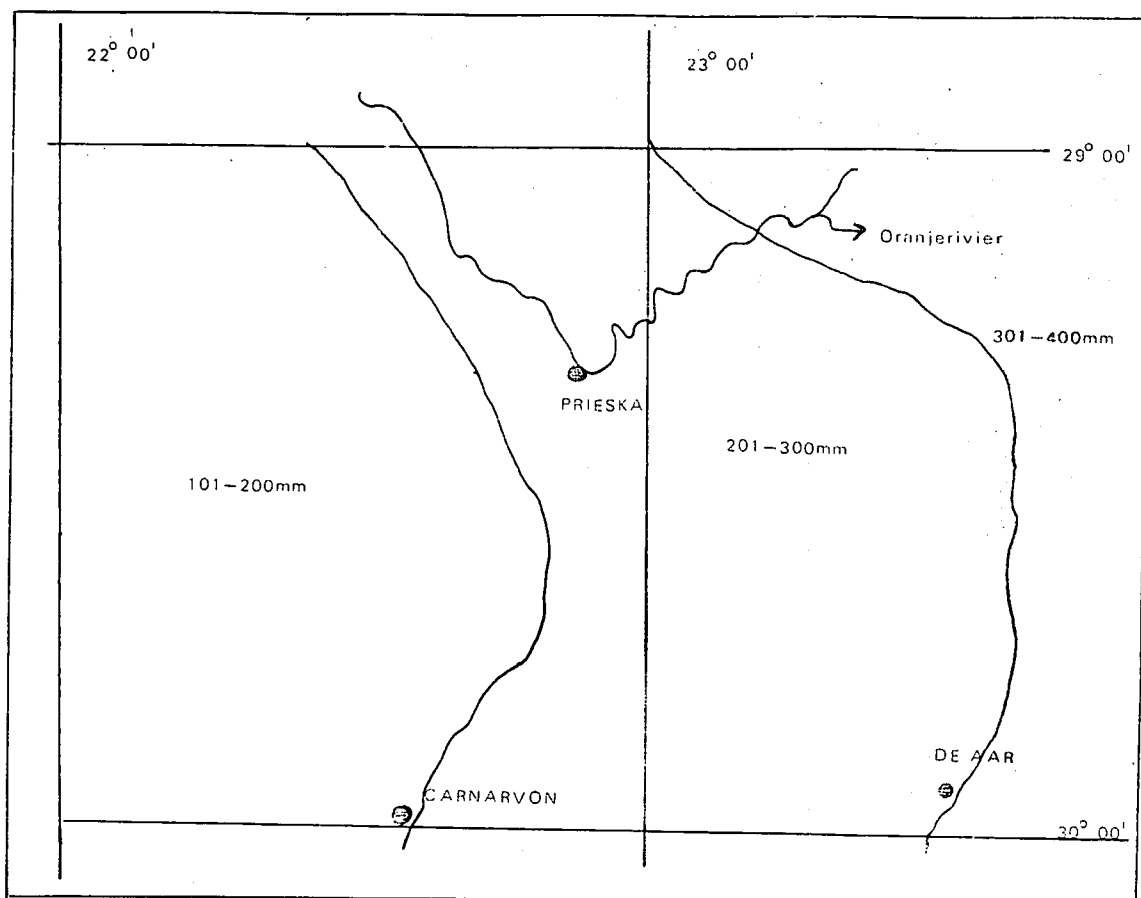 22° 00'
23° 00'
29° 00'
Oranjerivier
301-400mm
PRIESKA
201-300mm
101-200mm
DE AAR
CARNARVON
30° 00'